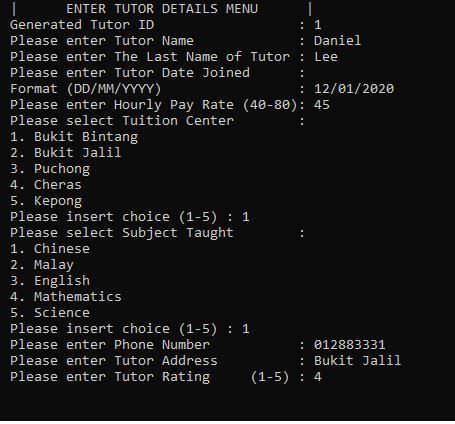 |      ENTER TUTOR DETAILS MENU      |
Generated Tutor ID                  : 1
Please enter Tutor Name             : Daniel
Please enter The Last Name of Tutor : Lee
Please enter Tutor Date Joined      :
Format (DD/MM/YYYY)                 : 12/01/2020
Please enter Hourly Pay Rate (40-80): 45
Please select Tuition Center        :
1. Bukit Bintang
2. Bukit Jalil
3. Puchong
4. Cheras
5. Kepong
Please insert choice (1-5) : 1
Please select Subject Taught        :
1. Chinese
2. Malay
3. English
4. Mathematics
5. Science
Please insert choice (1-5) : 1
Please enter Phone Number           : 012883331
Please enter Tutor Address          : Bukit Jalil
Please enter Tutor Rating     (1-5) : 4